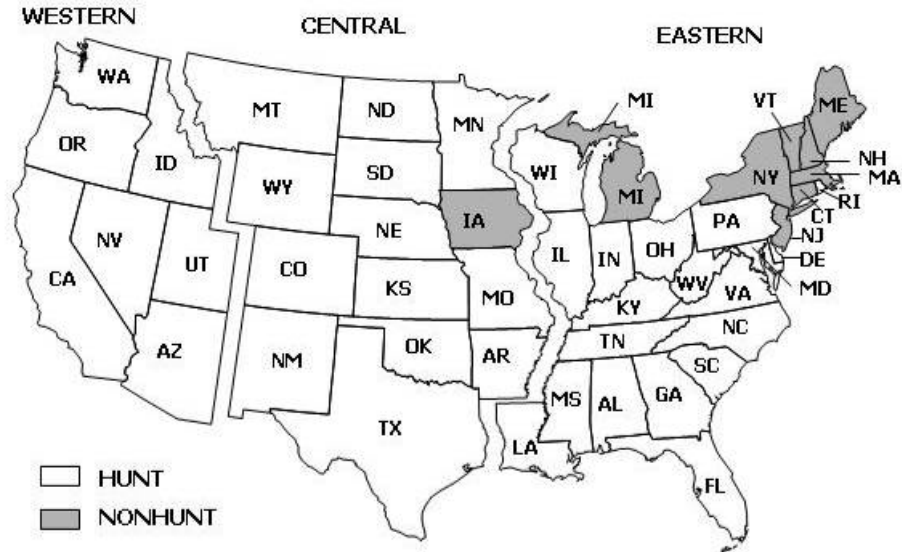 WESTERN
CENTRAL
EASTERN
WA
MT
ND
MN
MI
VT
ME
OR
ID
SD
WI
NH
MA
WY
MI
NY
RI
CT
IA
PA
NJ
NV
NE
IL
IN
OH
DE
CA
UT
CO
WV
MD
KS
MO
VA
KY
AZ
OK
NC
TN
NM
AR
SC
MS
AL
GA
TX
LA
FL
HUNT
NONHUNT